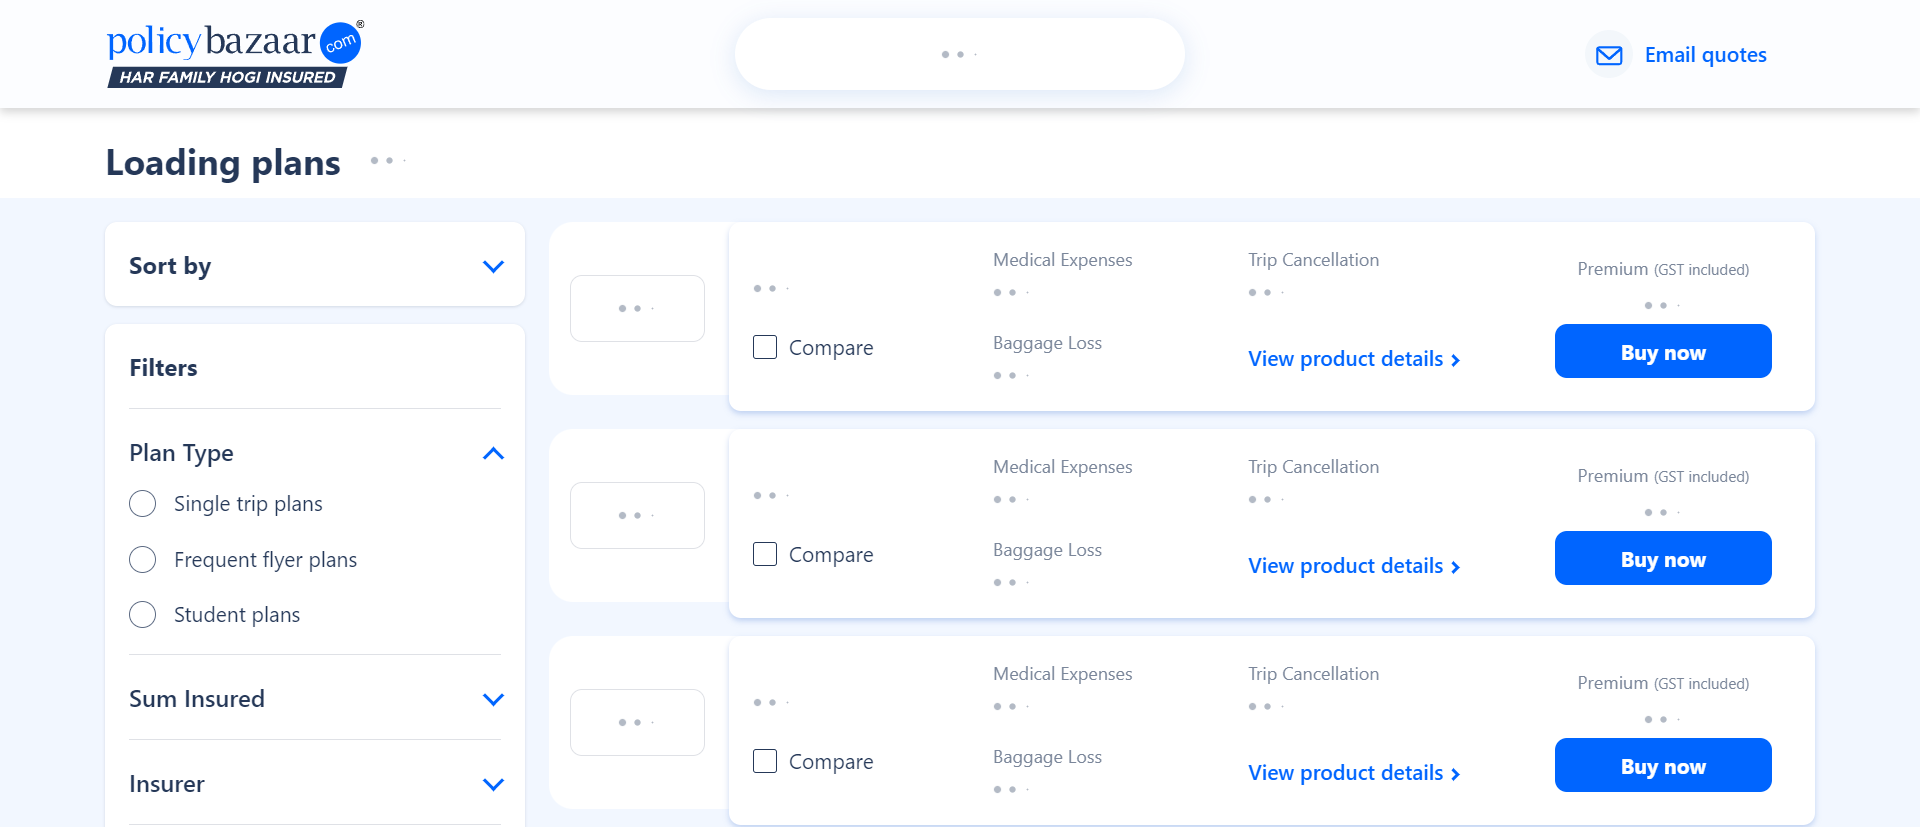 policybazaar com ®
HAR FAMILY HOGI INSURED
Email quotes
Loading plans
Sort by
Filters
Plan Type
Single trip plans
Frequent flyer plans
Student plans
Sum Insured
Insurer
Compare
Medical Expenses
Baggage Loss
Trip Cancellation
View product details
Premium (GST included)
Buy now
Compare
Medical Expenses
Baggage Loss
Trip Cancellation
View product details
Premium (GST included)
Buy now
Compare
Medical Expenses
Baggage Loss
Trip Cancellation
View product details
Premium (GST included)
Buy now